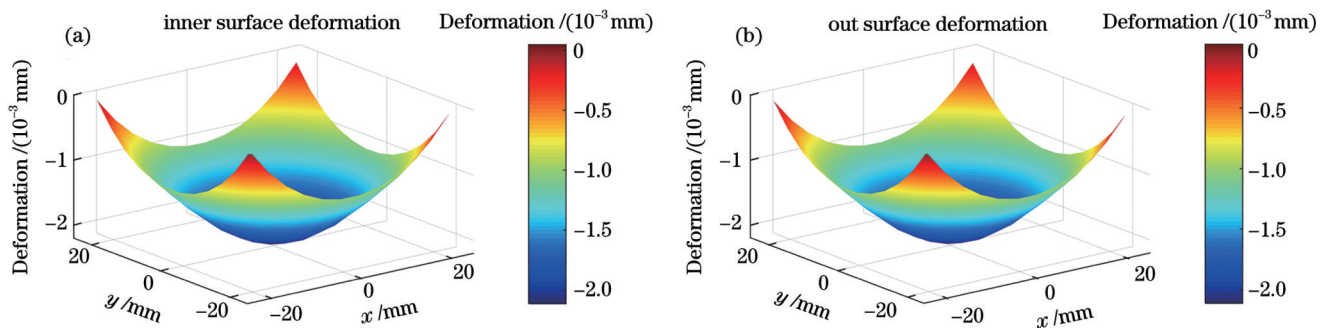 (a)
inner surface deformation
Deformation /(10⁻³ mm)
Deformation /(10⁻³ mm)
0
−1
−2
20
0
−20
y /mm
−20
0
20
x /mm
0
−0.5
−1.0
−1.5
−2.0
(b)
out surface deformation
Deformation /(10⁻³ mm)
Deformation /(10⁻³ mm)
0
−1
−2
20
0
−20
y /mm
−20
0
20
x /mm
0
−0.5
−1.0
−1.5
−2.0